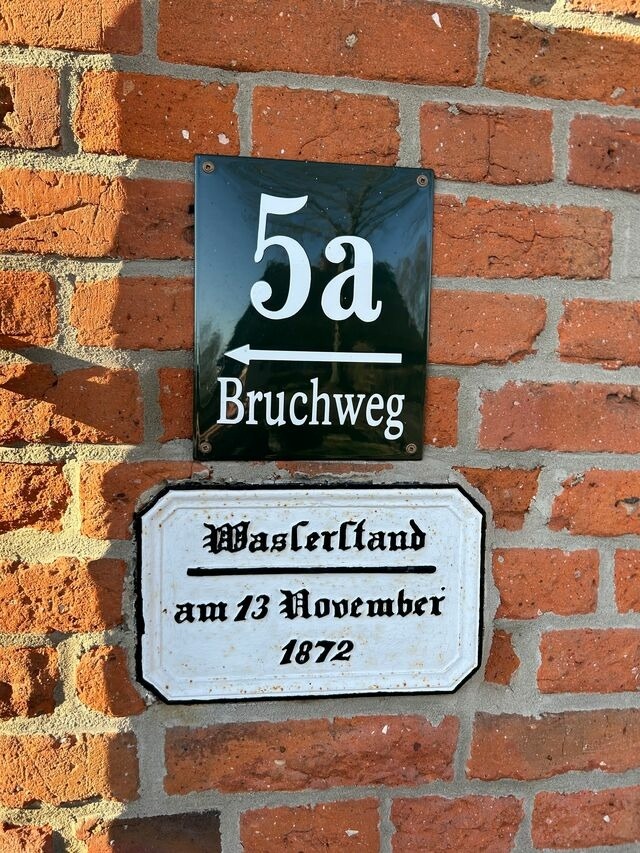 5a
Bruchweg
Wasſerſtand
am 13 November
1872